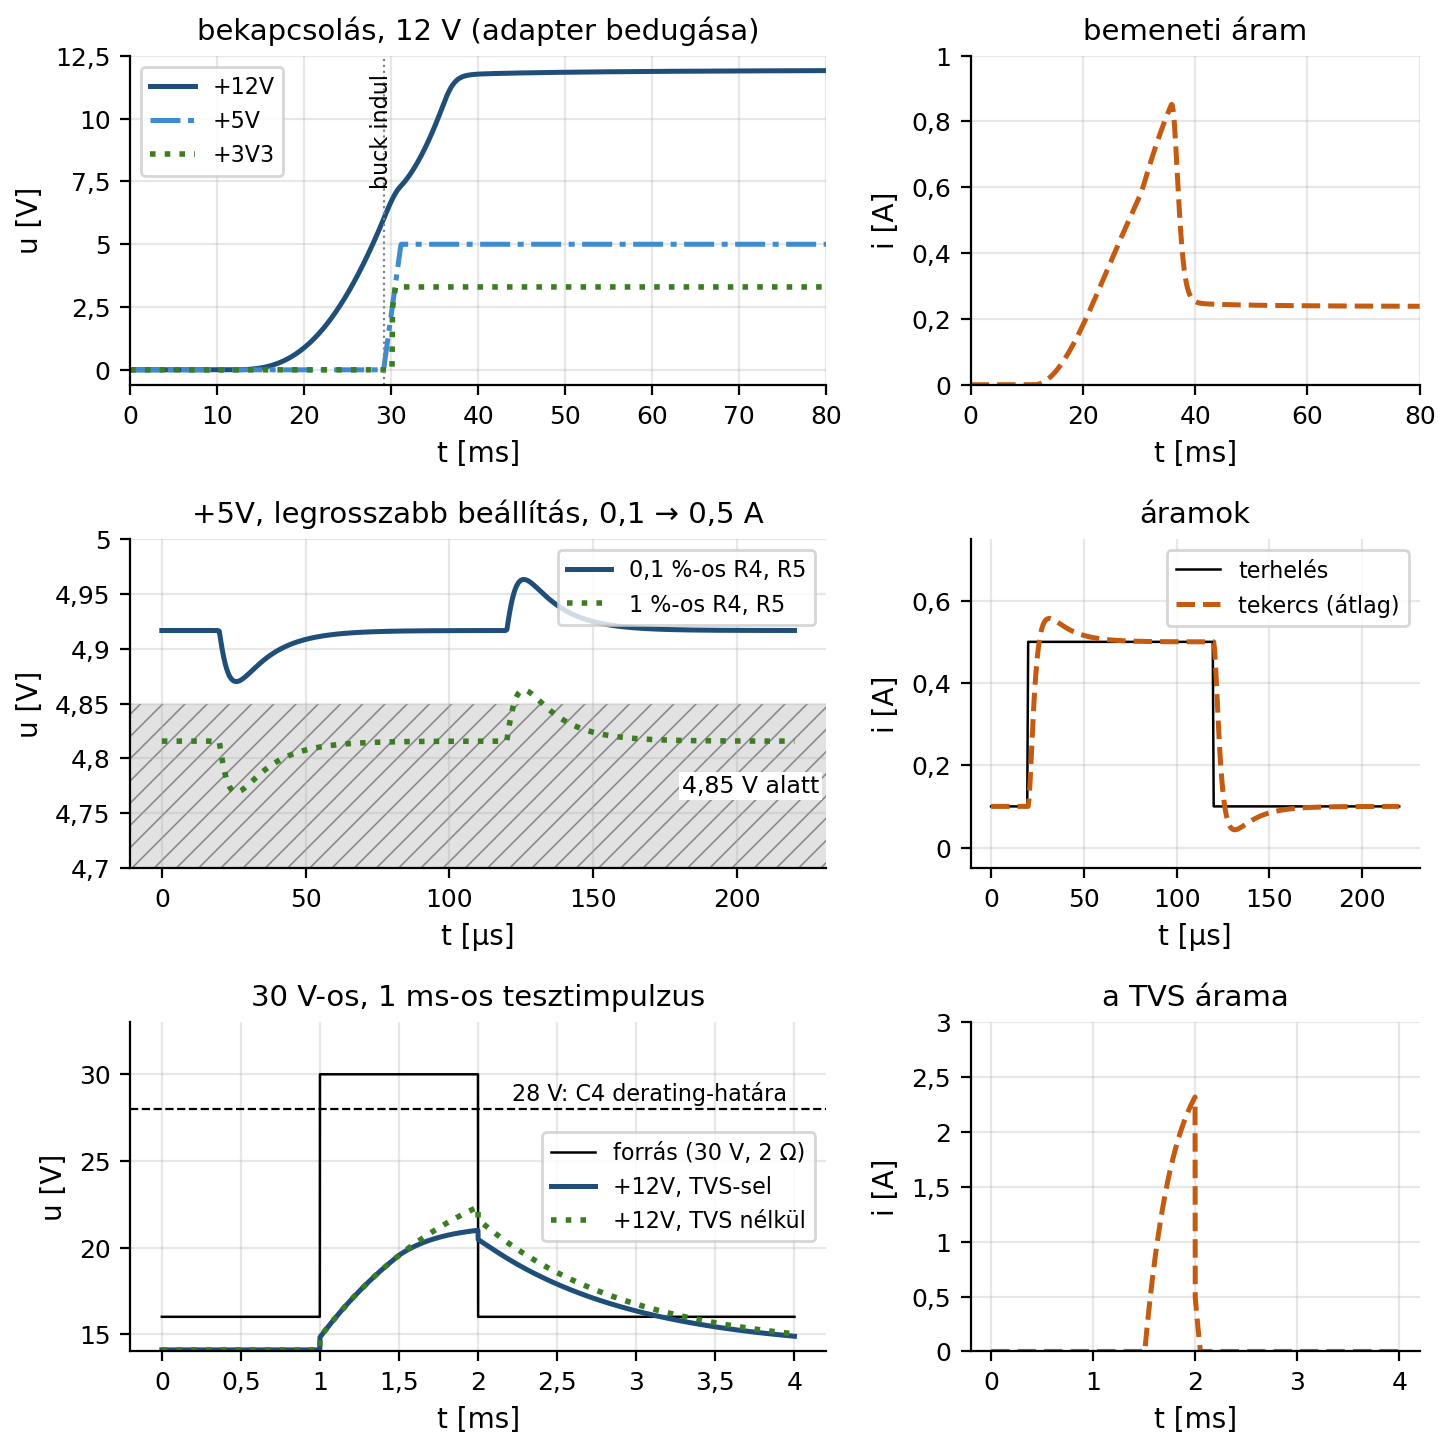 bekapcsolás, 12 V (adapter bedugása)
12,5
10
7,5
5
2,5
0
u [V]
+12V
+5V
+3V3
buck indul
0 10 20 30 40 50 60 70 80
t [ms]
bemeneti áram
1
0,8
0,6
0,4
0,2
0
i [A]
0 20 40 60 80
t [ms]
+5V, legrosszabb beállítás, 0,1 → 0,5 A
5
4,95
4,9
4,85
4,8
4,75
4,7
u [V]
0,1 %-os R4, R5
1 %-os R4, R5
4,85 V alatt
0 50 100 150 200
t [µs]
áramok
0,6
0,4
0,2
0
i [A]
terhelés
tekercs (átlag)
0 50 100 150 200
t [µs]
30 V-os, 1 ms-os tesztimpulzus
30
25
20
15
u [V]
28 V: C4 derating-határa
forrás (30 V, 2 Ω)
+12V, TVS-sel
+12V, TVS nélkül
0 0,5 1 1,5 2 2,5 3 3,5 4
t [ms]
a TVS árama
3
2,5
2
1,5
1
0,5
0
i [A]
0 1 2 3 4
t [ms]